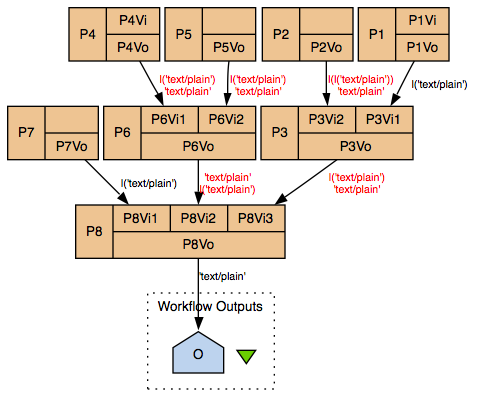 P4 P4Vi P5 P2 P1 P1Vi
P4Vo P5Vo P2Vo P1Vo
l('text/plain') l('text/plain') l(l('text/plain')) l('text/plain')
'text/plain' 'text/plain' 'text/plain'
P7 P6 P6Vi1 P6Vi2 P3 P3Vi2 P3Vi1
P7Vo P6Vo P3Vo
l('text/plain') 'text/plain' l('text/plain')
l('text/plain') 'text/plain'
P8 P8Vi1 P8Vi2 P8Vi3
P8Vo
'text/plain'
Workflow Outputs
O